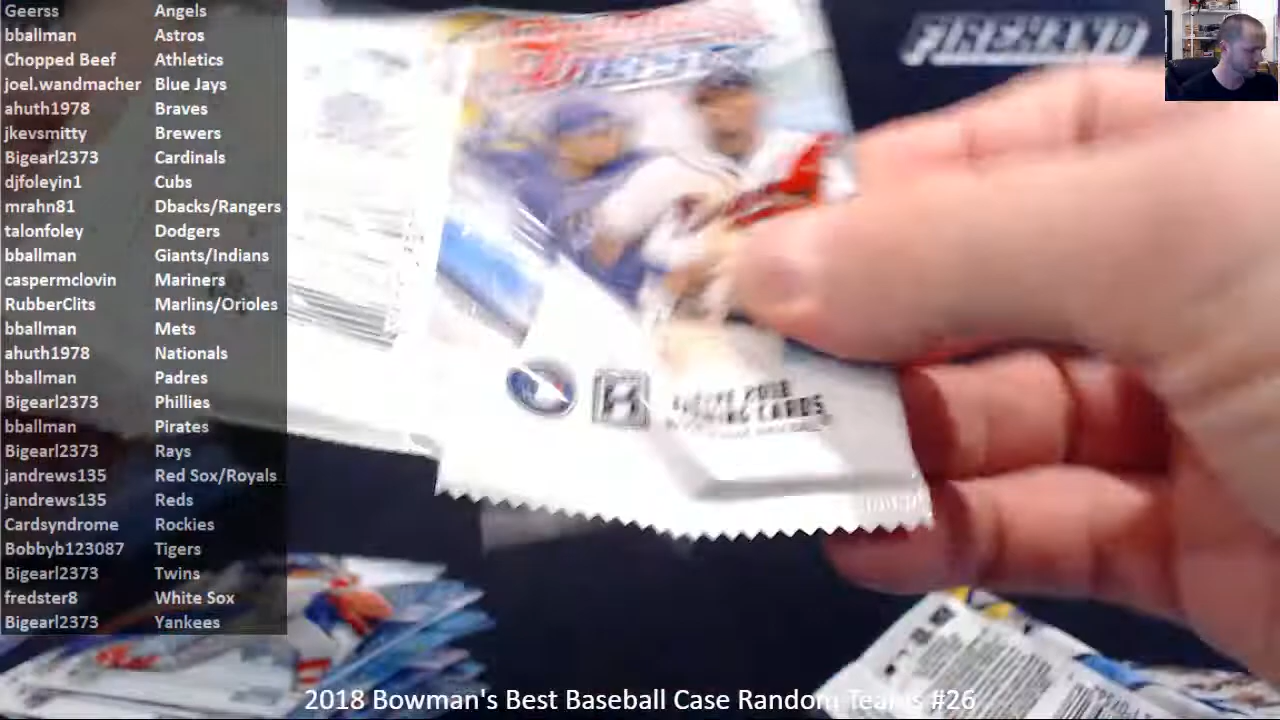 Geerss Angels
bballman Astros
Chopped Beef Athletics
joel.wandmacher Blue Jays
ahuth1978 Braves
jkevsmitty Brewers
Bigearl2373 Cardinals
djfoleyin1 Cubs
mrahn81 Dbacks/Rangers
talonfoley Dodgers
bballman Giants/Indians
caspermclovin Mariners
RubberClits Marlins/Orioles
bballman Mets
ahuth1978 Nationals
bballman Padres
Bigearl2373 Phillies
bballman Pirates
Bigearl2373 Rays
jandrews135 Red Sox/Royals
jandrews135 Reds
Cardsyndrome Rockies
Bobbyb123087 Tigers
Bigearl2373 Twins
fredster8 White Sox
Bigearl2373 Yankees
FIREHAND
2018 Bowman's Best Baseball Case Random Teams #26